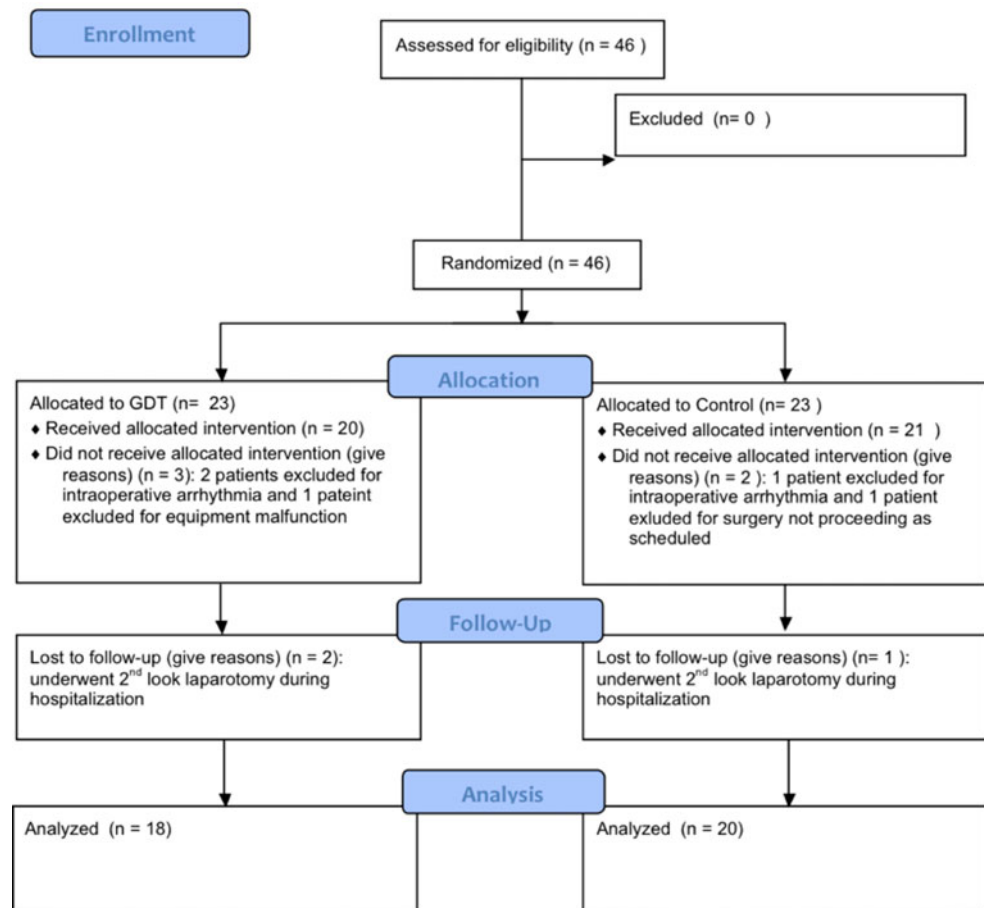 Enrollment
Assessed for eligibility (n = 46 )
Excluded (n= 0 )
Randomized (n = 46)
Allocation
Allocated to GDT (n= 23)
♦ Received allocated intervention (n = 20)
♦ Did not receive allocated intervention (give
reasons) (n = 3): 2 patients excluded for
intraoperative arrhythmia and 1 pateint
excluded for equipment malfunction
Allocated to Control (n= 23 )
♦ Received allocated intervention (n = 21 )
♦ Did not receive allocated intervention (give
reasons) (n = 2 ): 1 patient excluded for
intraoperative arrhythmia and 1 patient
exluded for surgery not proceeding as
scheduled
Follow-Up
Lost to follow-up (give reasons) (n = 2):
underwent 2nd look laparotomy during
hospitalization
Lost to follow-up (give reasons) (n= 1 ):
underwent 2nd look laparotomy during
hospitalization
Analysis
Analyzed (n = 18)
Analyzed (n = 20)